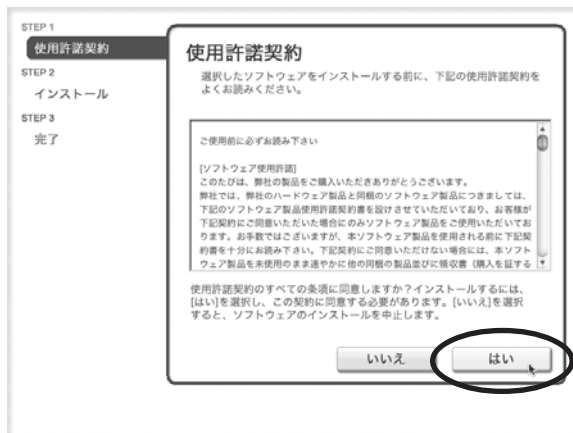 STEP 1
使用許諾契約
STEP 2
インストール
STEP 3
完了
使用許諾契約
選択したソフトウェアをインストールする前に、下記の使用許諾契約を
よくお読みください。
ご使用前に必ずお読み下さい
[ソフトウェア使用許諾]
このたびは、弊社の製品をご購入いただきありがとうございます。
弊社では、弊社のハードウェア製品と同梱のソフトウェア製品につきましては、
下記のソフトウェア製品使用許諾契約書を設けさせていただいており、お客様が
下記契約にご同意いただいた場合にのみソフトウェア製品をご使用いただいてお
ります。お手数ではございますが、本ソフトウェア製品を使用される前に下記契
約書を十分にお読み下さい。下記契約にご同意いただけない場合には、本ソフト
ウェア製品を未使用のまま速やかに他の同梱の製品並びに領収書（購入を証する
使用許諾契約のすべての条項に同意しますか？インストールするには、
[はい]を選択し、この契約に同意する必要があります。[いいえ]を選択
すると、ソフトウェアのインストールを中止します。
いいえ
はい